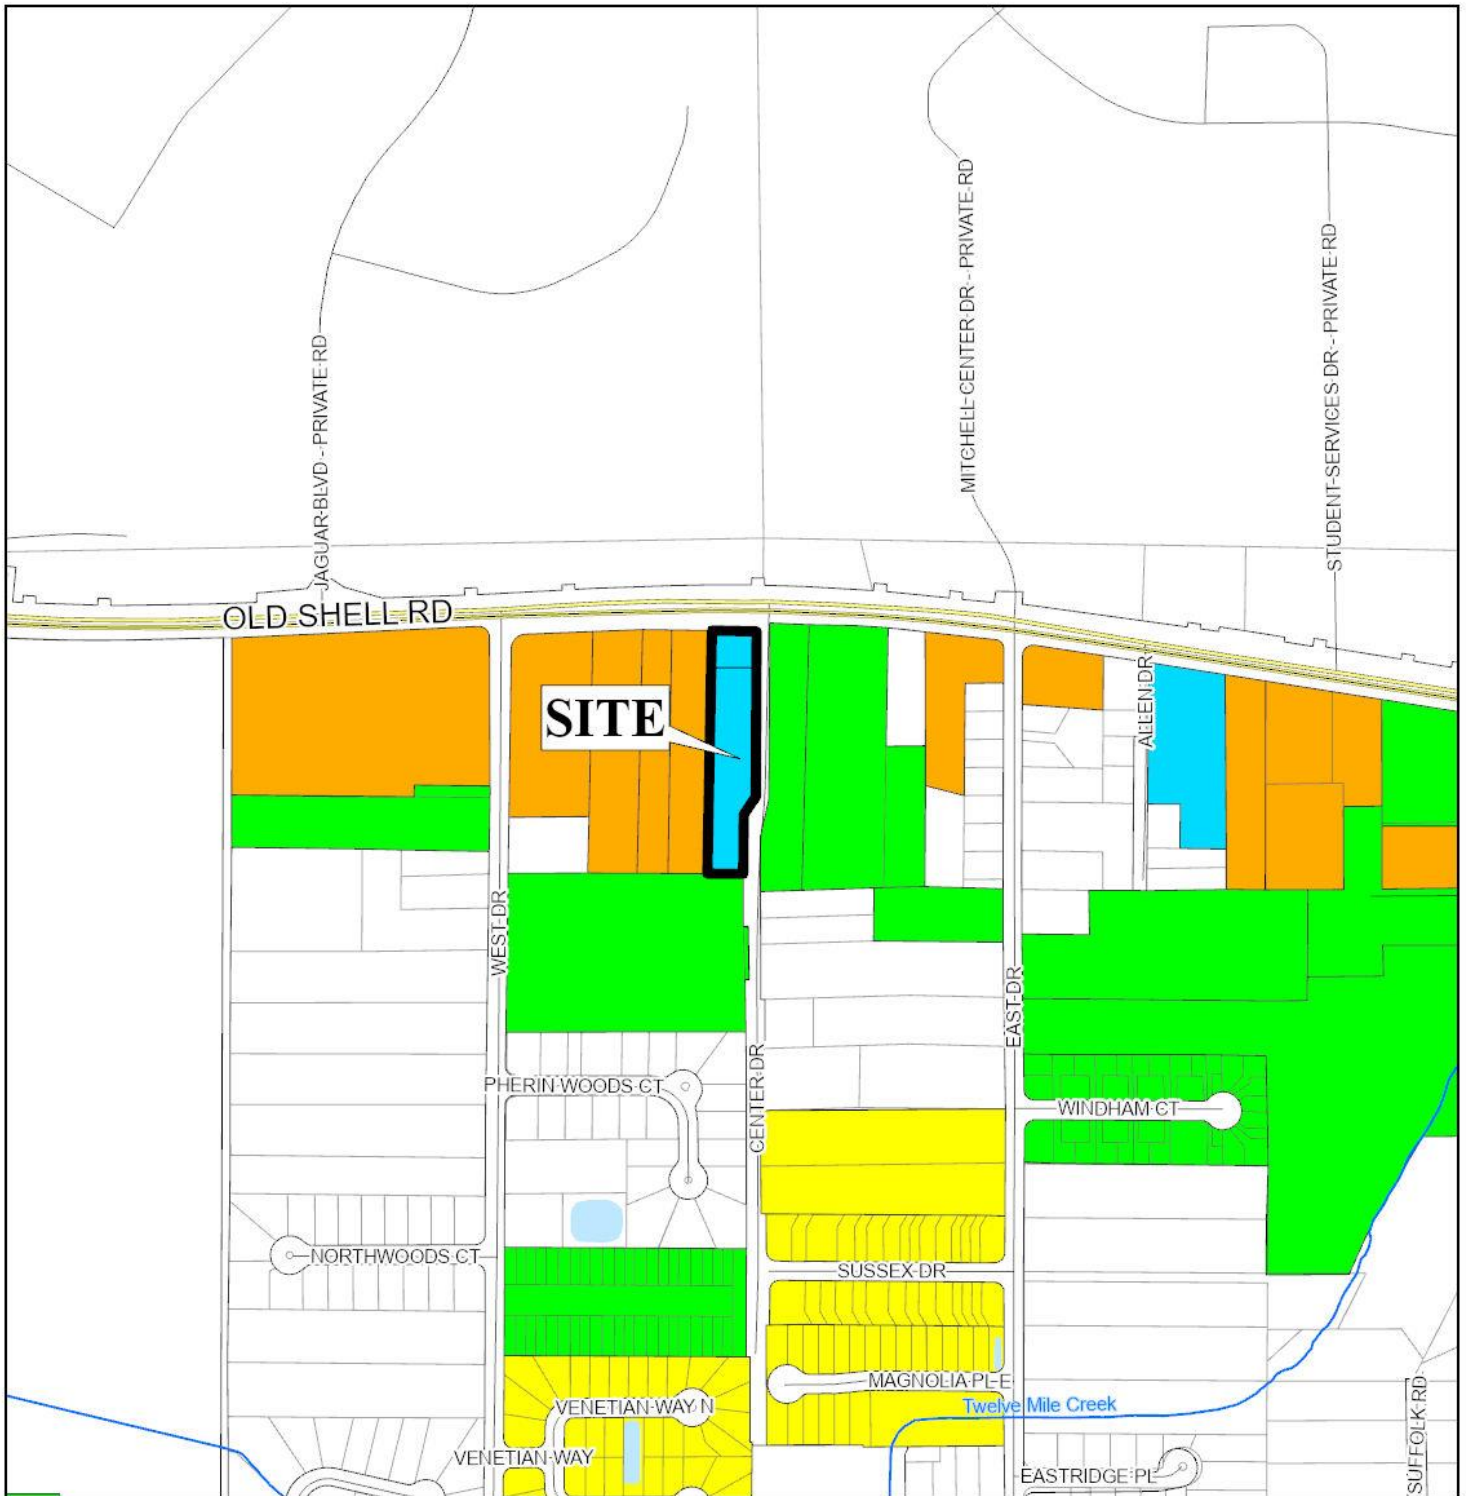 JAGUAR-BLVD--PRIVATE-RD
MITCHELL-CENTER-DR--PRIVATE-RD
STUDENT-SERVICES-DR--PRIVATE-RD
OLD SHELL RD
SITE
ALLEN-DR
WEST-DR
EAST-DR
CENTER-DR
PHERIN-WOODS-CT
WINDHAM-CT
NORTHWOODS-CT
SUSSEX-DR
MAGNOLIA-PL-E
VENETIAN-WAY-N
Twelve Mile Creek
VENETIAN-WAY
EASTRIDGE-PL
SUFFOLK-RD